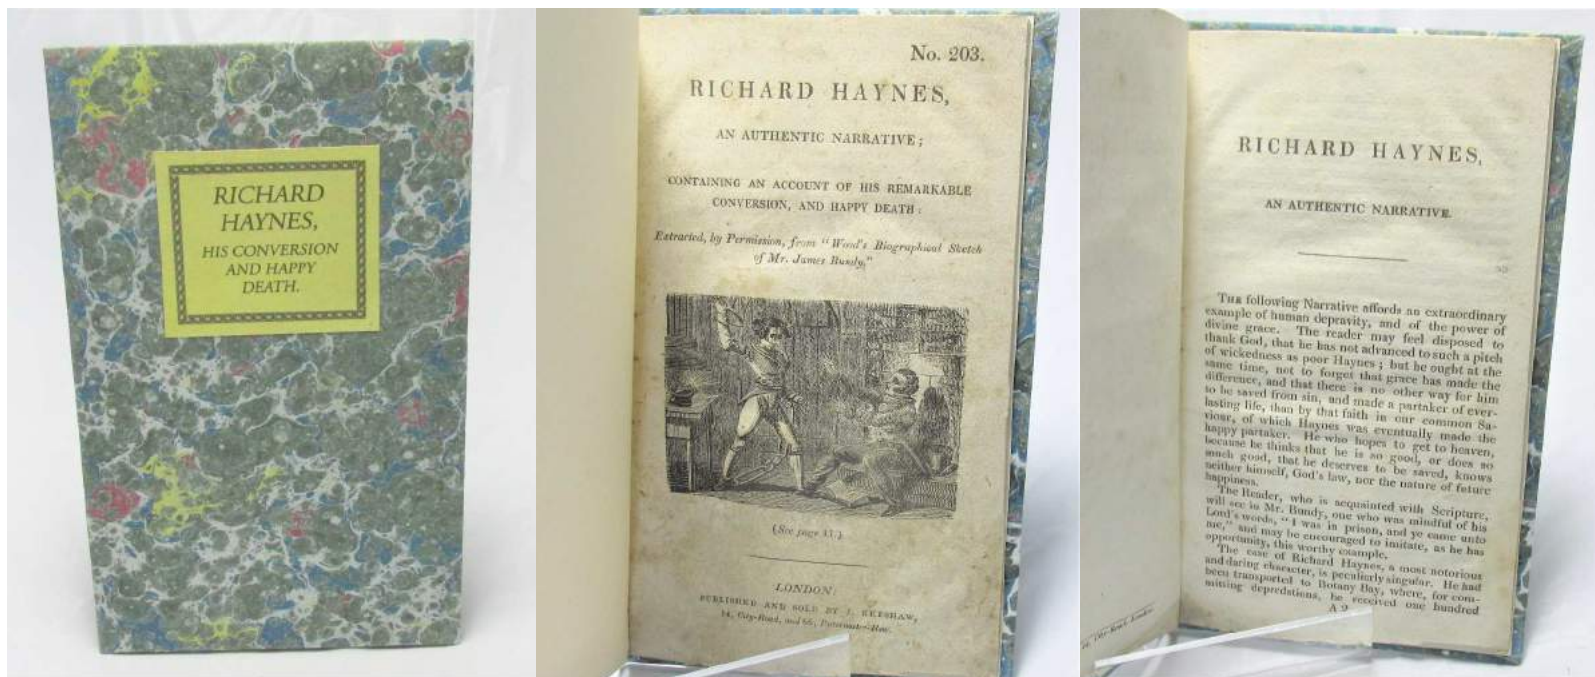 RICHARD
HAYNES,
HIS CONVERSION
AND HAPPY
DEATH.
No. 203.
RICHARD HAYNES,
AN AUTHENTIC NARRATIVE;
CONTAINING AN ACCOUNT OF HIS REMARKABLE
CONVERSION, AND HAPPY DEATH:
Extracted, by Permission, from "Wood's Biographical Sketch
of Mr. James Bundy."
(See page 13.)
LONDON:
PUBLISHED AND SOLD BY J. KERSHAW,
14, City-Road, and 66, Paternoster-Row.
RICHARD HAYNES,
AN AUTHENTIC NARRATIVE.
THE following Narrative affords an extraordinary
example of human depravity, and of the power of
divine grace. The reader may feel disposed to
thank God, that he has not advanced to such a pitch
of wickedness as poor Haynes; but he ought at the
same time, not to forget that grace has made the
difference, and that there is no other way for him
to be saved from sin, and made a partaker of ever-
lasting life, than by that faith in our common Sa-
viour, of which Haynes was eventually made the
happy partaker. He who hopes to get to heaven,
because he thinks that he is so good, or does so
much good, that he deserves to be saved, knows
neither himself, God's law, nor the nature of future
happiness.
The Reader, who is acquainted with Scripture,
will see in Mr. Bundy, one who was mindful of his
Lord's words, "I was in prison, and ye came unto
me," and may be encouraged to imitate, as he has
opportunity, this worthy example.
The case of Richard Haynes, a most notorious
and daring character, is peculiarly singular. He had
been transported to Botany Bay, where, for com-
mitting depredations, he received one hundred
A 2